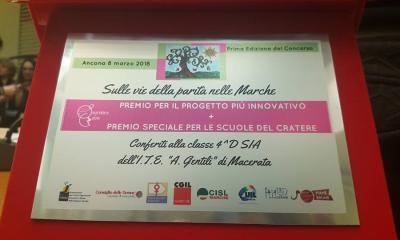 Prima Edizione del Concorso
Ancona 8 marzo 2018
Sulle vie della parità nelle Marche
PREMIO PER IL PROGETTO PIÙ INNOVATIVO
+
PREMIO SPECIALE PER LE SCUOLE DEL CRATERE
Conferiti alla classe 4^D SIA
dell'I.T.E. "A. Gentili" di Macerata
CGIL
CISL
MARCHE
UIL